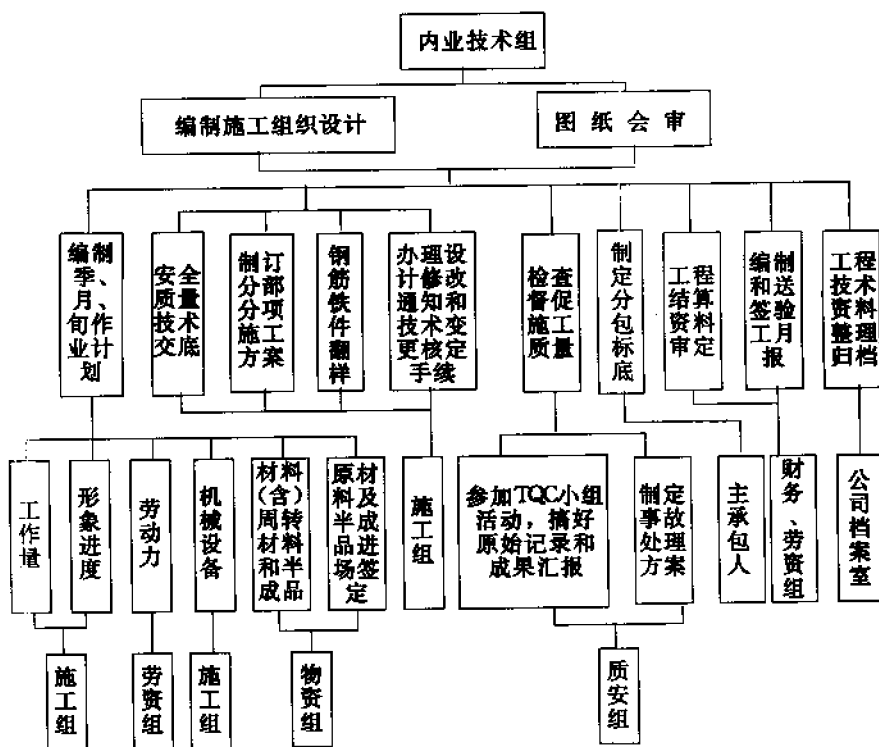 内业技术组
编制施工组织设计
图纸会审
编制季、月、旬作业计划
安全质量技术交底
制订分部分项施工方案
钢筋铁件翻样
办理设计修改通知和技术变更核定手续
检查督促施工质量
制定分包标底
工程结算资料审定
编制和送签验工月报
工程技术资料整理归档
工作量
形象进度
劳动力
机械设备
材料（含）周转材料和半成品
原材料及半成品进场签定
施工组
参加TQC小组活动，搞好原始记录和成果汇报
制定事故处理方案
主承包人
财务、劳资组
公司档案室
施工组
劳资组
施工组
物资组
质安组